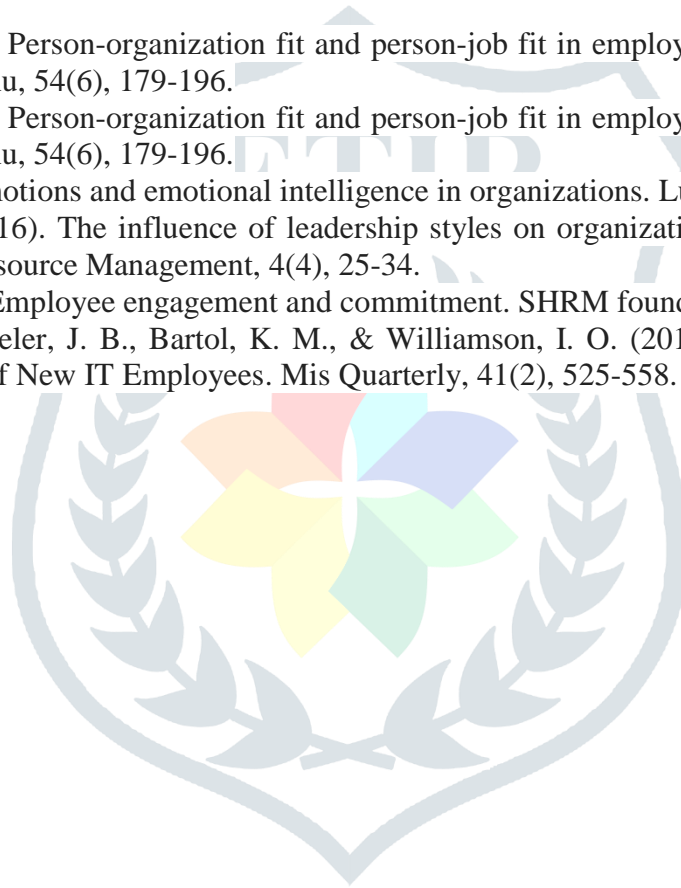 Person-organization fit and person-job fit in employ
u, 54(6), 179-196.
Person-organization fit and person-job fit in employ
u, 54(6), 179-196.
otions and emotional intelligence in organizations. Lu
16). The influence of leadership styles on organizati
source Management, 4(4), 25-34.
Employee engagement and commitment. SHRM found
eler, J. B., Bartol, K. M., & Williamson, I. O. (201
f New IT Employees. Mis Quarterly, 41(2), 525-558.